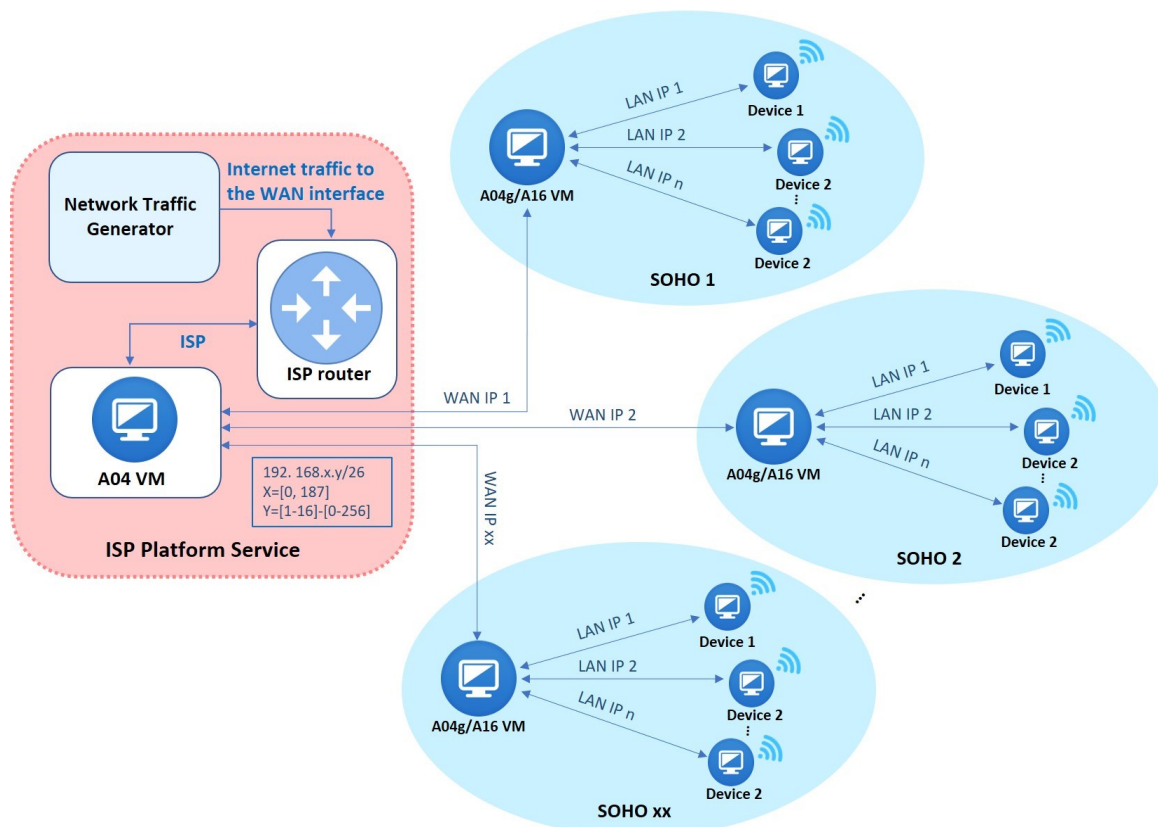 Network Traffic
Generator
Internet traffic to
the WAN interface
ISP router
ISP
A04 VM
192. 168.x.y/26
X=[0, 187]
Y=[1-16]-[0-256]
ISP Platform Service
WAN IP 1
WAN IP 2
WAN IP xx
A04g/A16 VM
LAN IP 1
LAN IP 2
LAN IP n
Device 1
Device 2
...
Device 2
SOHO 1
A04g/A16 VM
LAN IP 1
LAN IP 2
LAN IP n
Device 1
Device 2
...
Device 2
SOHO 2
...
A04g/A16 VM
LAN IP 1
LAN IP 2
LAN IP n
Device 1
Device 2
...
Device 2
SOHO xx